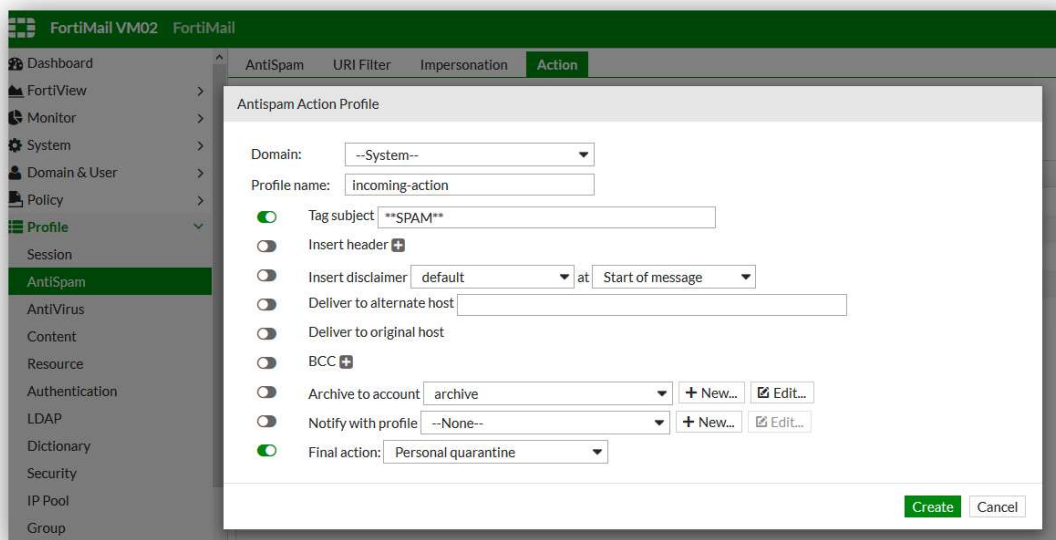 FortiMail VM02 FortiMail
Dashboard
FortiView
Monitor
System
Domain & User
Policy
Profile
Session
AntiSpam
AntiVirus
Content
Resource
Authentication
LDAP
Dictionary
Security
IP Pool
Group
AntiSpam URI Filter Impersonation Action
Antispam Action Profile
Domain: --System--
Profile name: incoming-action
Tag subject **SPAM**
Insert header
Insert disclaimer default at Start of message
Deliver to alternate host
Deliver to original host
BCC
Archive to account archive New... Edit...
Notify with profile --None-- New... Edit...
Final action: Personal quarantine
Create Cancel